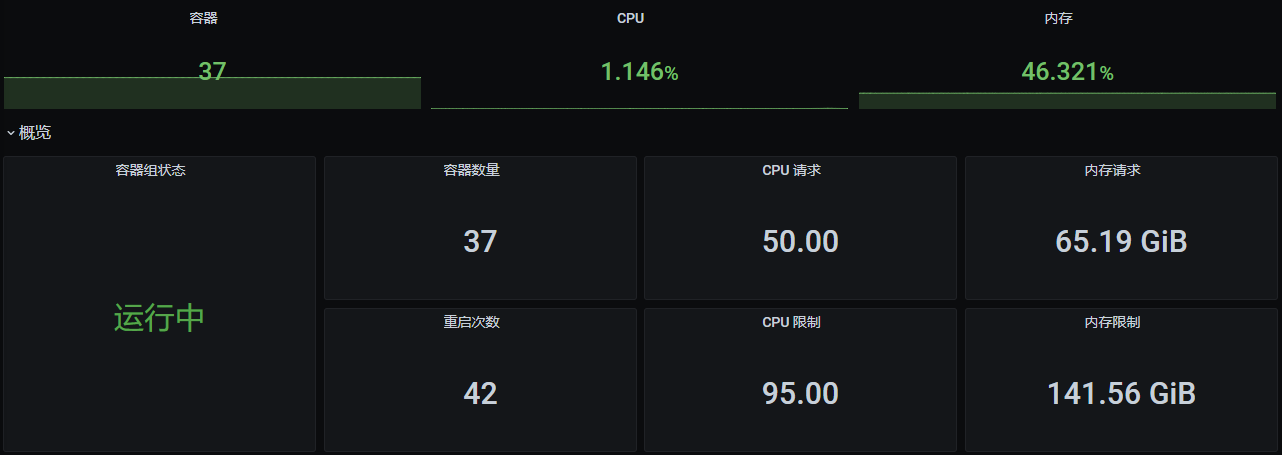 容器
37
CPU
1.146%
内存
46.321%
概览
容器组状态
运行中
容器数量
37
CPU 请求
50.00
内存请求
65.19 GiB
重启次数
42
CPU 限制
95.00
内存限制
141.56 GiB